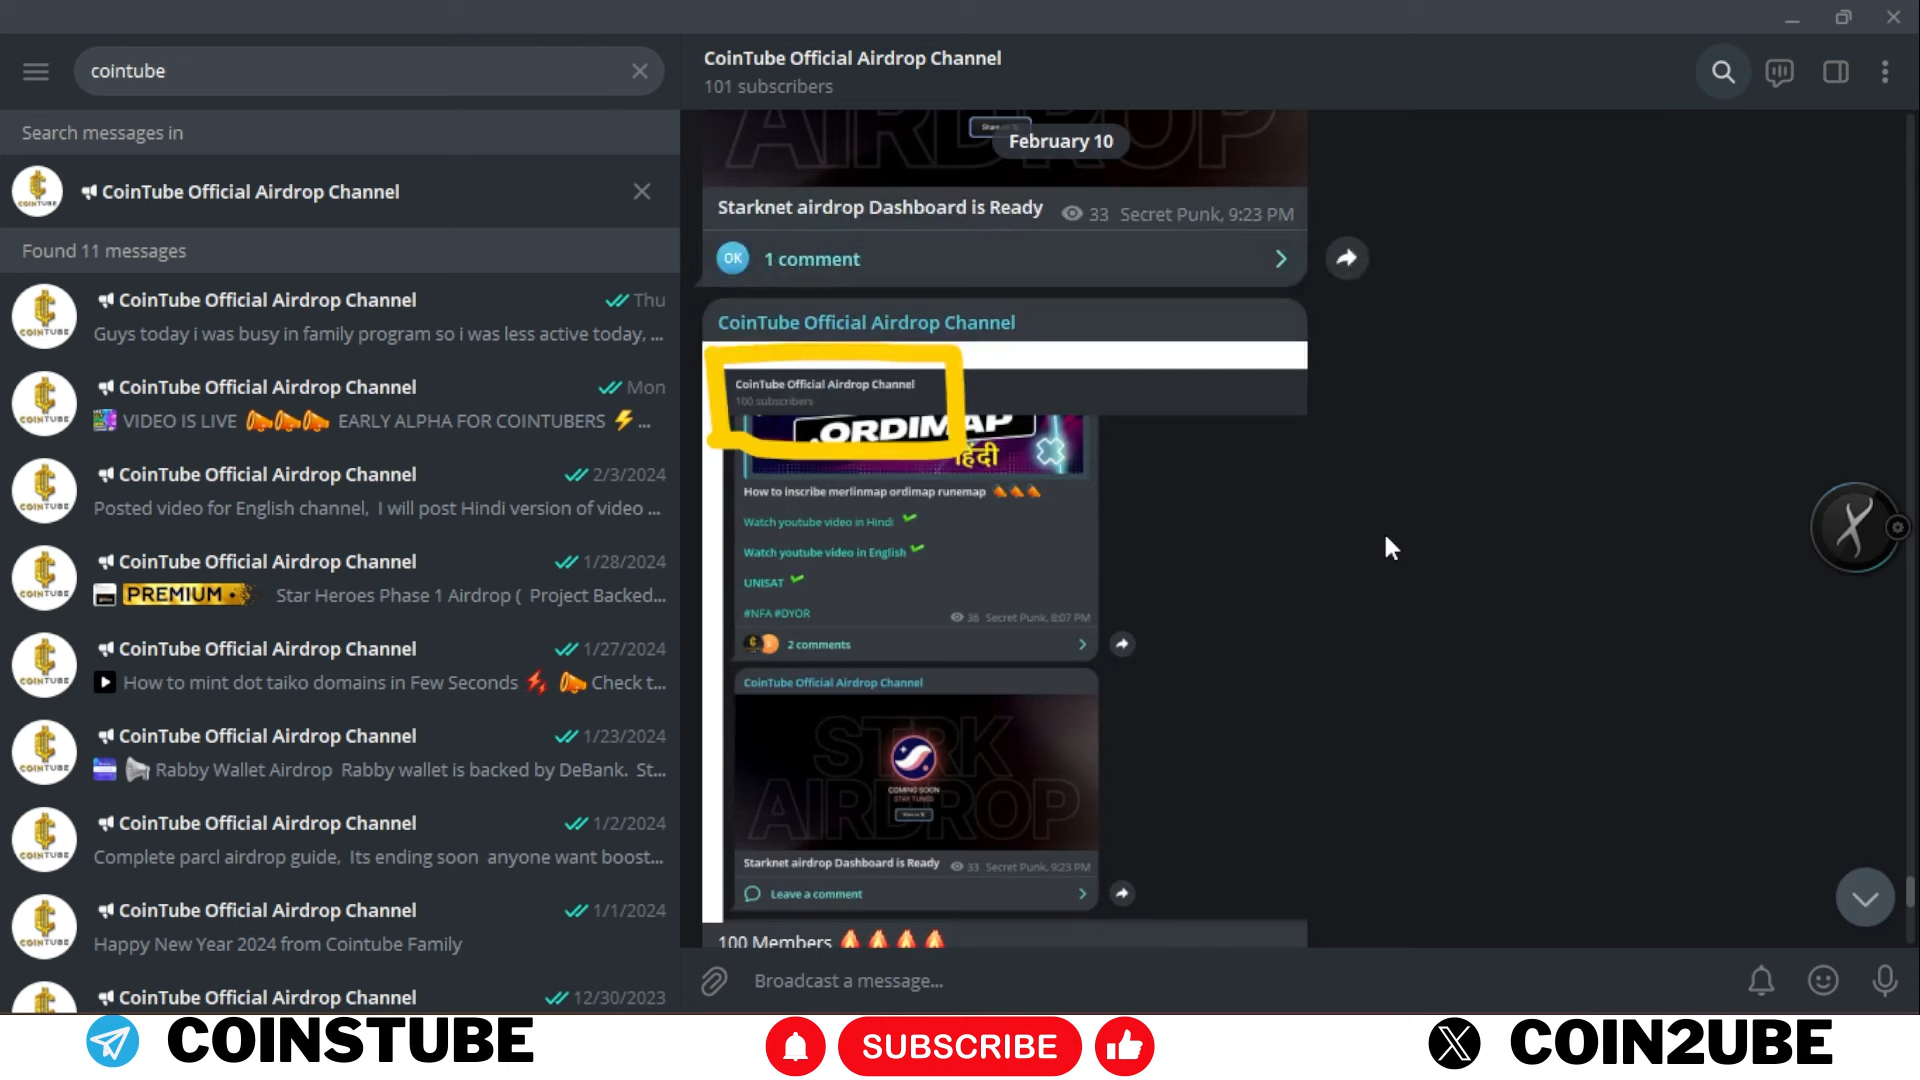 cointube
Search messages in
CoinTube Official Airdrop Channel
Found 11 messages
CoinTube Official Airdrop Channel Thu
Guys today i was busy in family program so i was less active today, ...
CoinTube Official Airdrop Channel Mon
VIDEO IS LIVE EARLY ALPHA FOR COINTUBERS ...
CoinTube Official Airdrop Channel 2/3/2024
Posted video for English channel, I will post Hindi version of video ...
CoinTube Official Airdrop Channel 1/28/2024
PREMIUM Star Heroes Phase 1 Airdrop ( Project Backed...
CoinTube Official Airdrop Channel 1/27/2024
How to mint dot taiko domains in Few Seconds Check t...
CoinTube Official Airdrop Channel 1/23/2024
Rabby Wallet Airdrop Rabby wallet is backed by DeBank. St...
CoinTube Official Airdrop Channel 1/2/2024
Complete parcl airdrop guide, Its ending soon anyone want boost...
CoinTube Official Airdrop Channel 1/1/2024
Happy New Year 2024 from Cointube Family
CoinTube Official Airdrop Channel 12/30/2023
CoinTube Official Airdrop Channel
101 subscribers
AIRDROP
February 10
Starknet airdrop Dashboard is Ready 33 Secret Punk, 9:23 PM
OK 1 comment
CoinTube Official Airdrop Channel
CoinTube Official Airdrop Channel
100 subscribers
.ORDIMAP
हिंदी
How to inscribe merlinmap ordimap runemap
Watch youtube video in Hindi
Watch youtube video in English
UNISAT
#NFA #DYOR 36 Secret Punk, 8:07 PM
2 comments
CoinTube Official Airdrop Channel
STRK
AIRDROP
COMING SOON
STAY TUNED
Starknet airdrop Dashboard is Ready 33 Secret Punk, 9:23 PM
Leave a comment
100 Members
Broadcast a message...
COINSTUBE
SUBSCRIBE
COIN2UBE